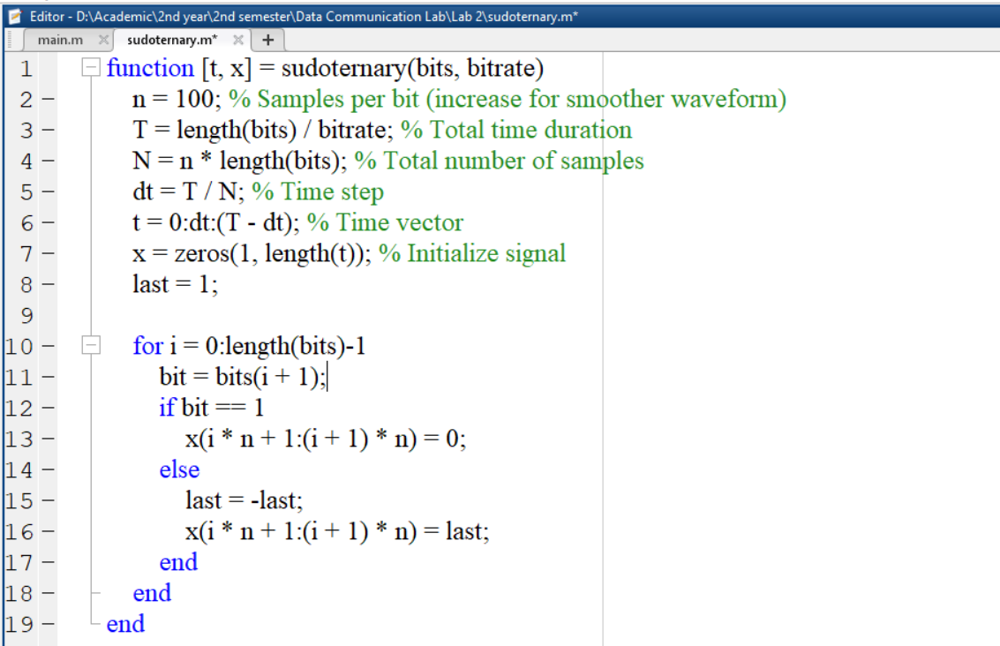 Editor - D:\Academic\2nd year\2nd semester\Data Communication Lab\Lab 2\sudoternary.m*
main.m sudoternary.m* +
1 function [t, x] = sudoternary(bits, bitrate)
2 – n = 100; % Samples per bit (increase for smoother waveform)
3 – T = length(bits) / bitrate; % Total time duration
4 – N = n * length(bits); % Total number of samples
5 – dt = T / N; % Time step
6 – t = 0:dt:(T - dt); % Time vector
7 – x = zeros(1, length(t)); % Initialize signal
8 – last = 1;
9
10 – for i = 0:length(bits)-1
11 – bit = bits(i + 1);
12 – if bit == 1
13 – x(i * n + 1:(i + 1) * n) = 0;
14 – else
15 – last = -last;
16 – x(i * n + 1:(i + 1) * n) = last;
17 – end
18 – end
19 – end